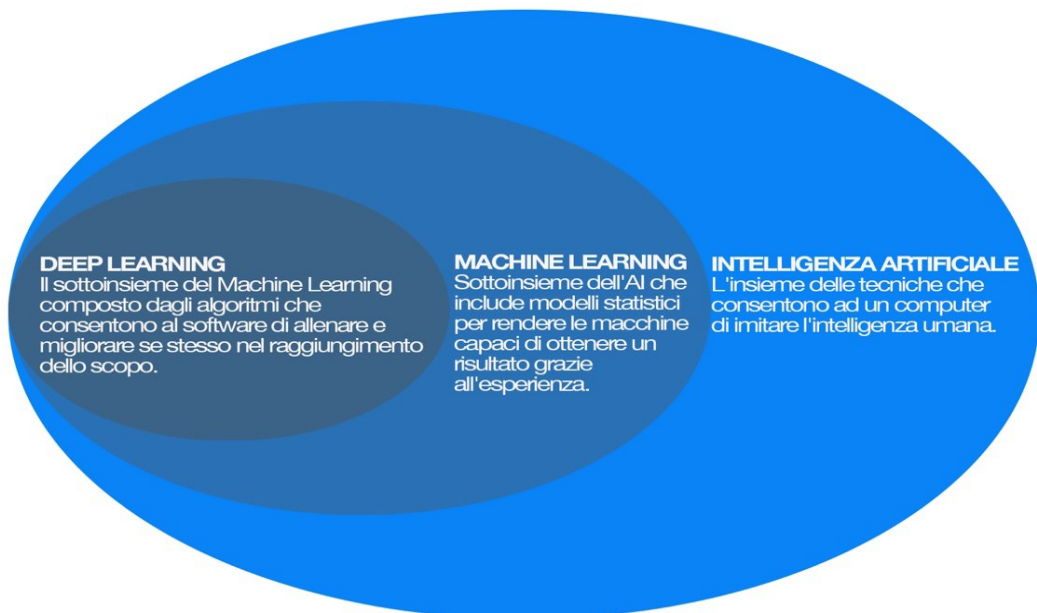 DEEP LEARNING
Il sottoinsieme del Machine Learning
composto dagli algoritmi che
consentono al software di allenare e
migliorare se stesso nel raggiungimento
dello scopo.
MACHINE LEARNING
Sottoinsieme dell'AI che
include modelli statistici
per rendere le macchine
capaci di ottenere un
risultato grazie
all'esperienza.
INTELLIGENZA ARTIFICIALE
L'insieme delle tecniche che
consentono ad un computer
di imitare l'intelligenza umana.